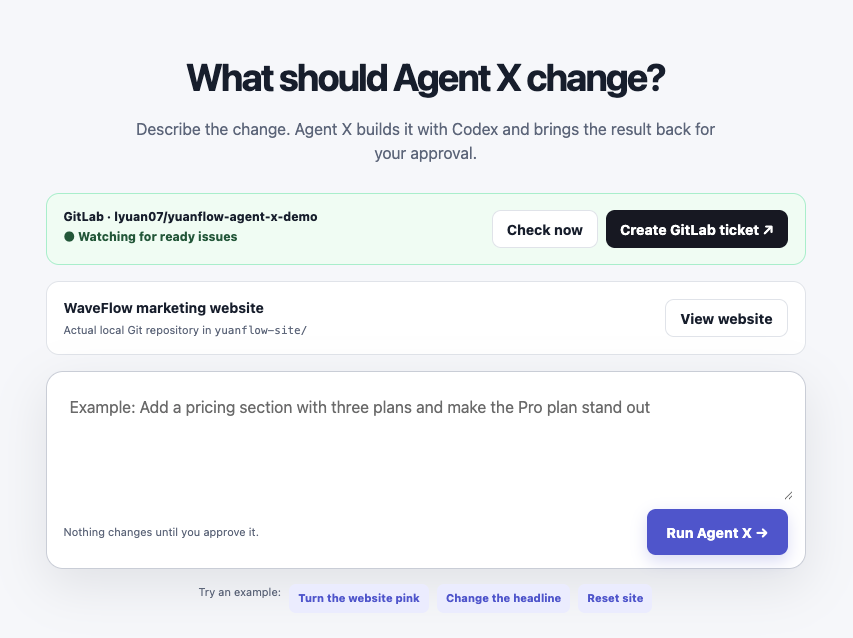 What should Agent X change?
Describe the change. Agent X builds it with Codex and brings the result back for
your approval.
GitLab · lyuan07/yuanflow-agent-x-demo
● Watching for ready issues
Check now
Create GitLab ticket ↗
WaveFlow marketing website
Actual local Git repository in yuanflow-site/
View website
Example: Add a pricing section with three plans and make the Pro plan stand out
Nothing changes until you approve it.
Run Agent X →
Try an example:
Turn the website pink
Change the headline
Reset site